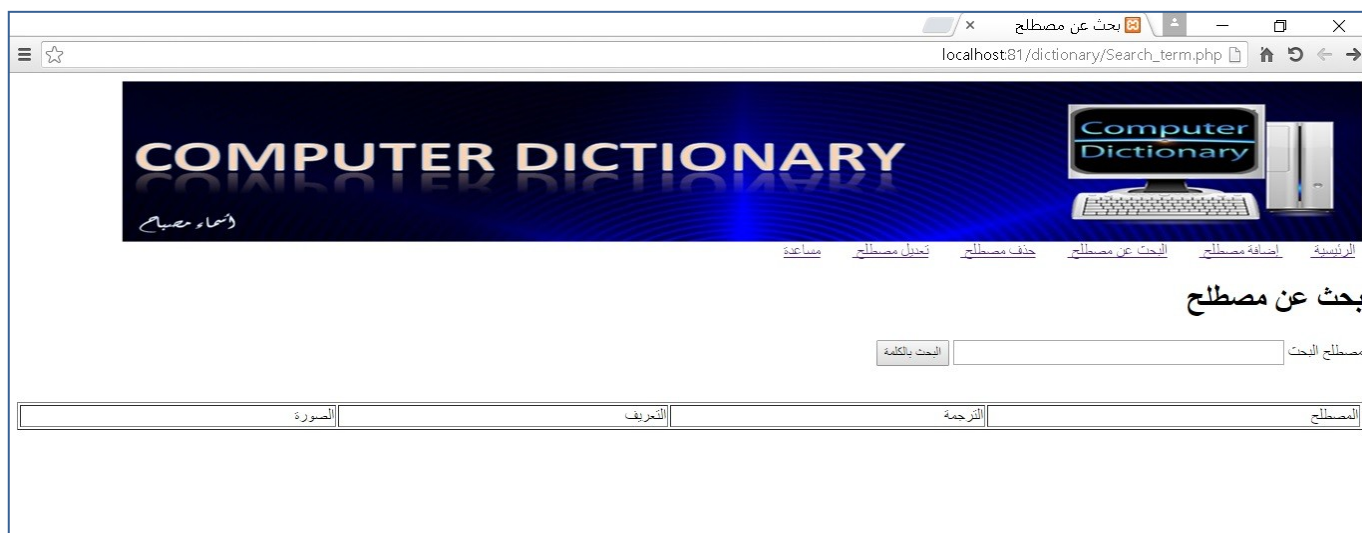 بحث عن مصطلح
localhost:81/dictionary/Search_term.php
COMPUTER DICTIONARY
Computer
Dictionary
أسماء مصباح
الرئيسية إضافة مصطلح البحث عن مصطلح حذف مصطلح تعديل مصطلح مساعدة
بحث عن مصطلح
مصطلح البحث البحث بالكلمة
المصطلح الترجمة التعريف الصورة